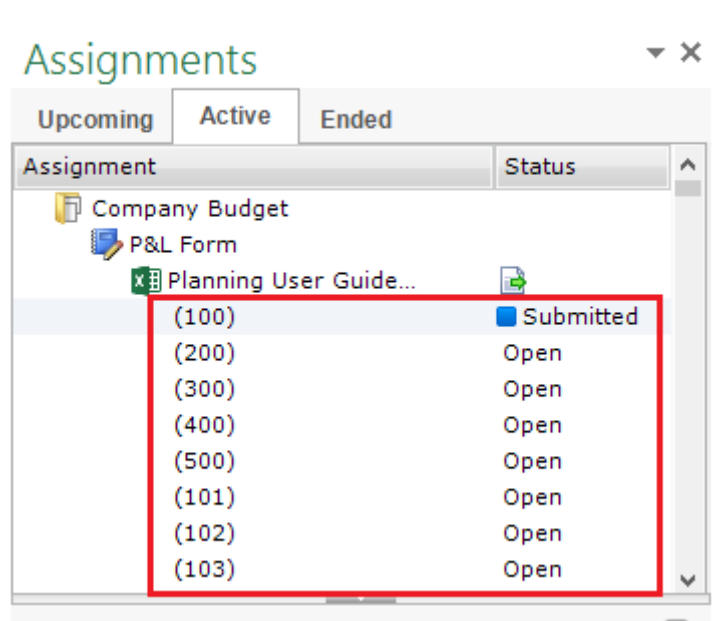 Assignments
Upcoming Active Ended
Assignment Status
Company Budget
P&L Form
Planning User Guide...
(100) Submitted
(200) Open
(300) Open
(400) Open
(500) Open
(101) Open
(102) Open
(103) Open